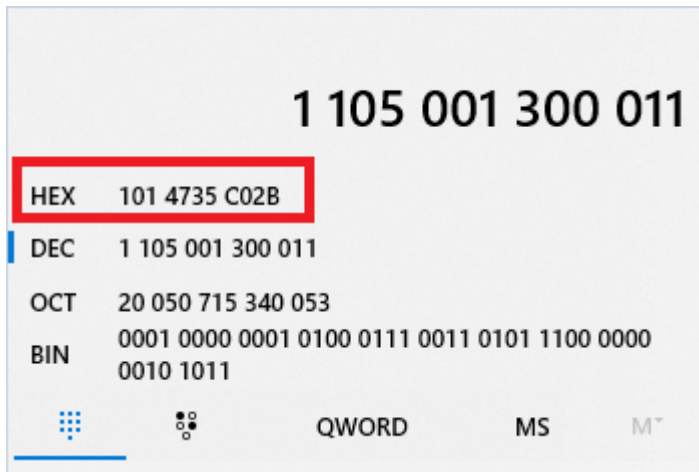 1 105 001 300 011
HEX 101 4735 C02B
DEC 1 105 001 300 011
OCT 20 050 715 340 053
BIN 0001 0000 0001 0100 0111 0011 0101 1100 0000
0010 1011
QWORD MS M